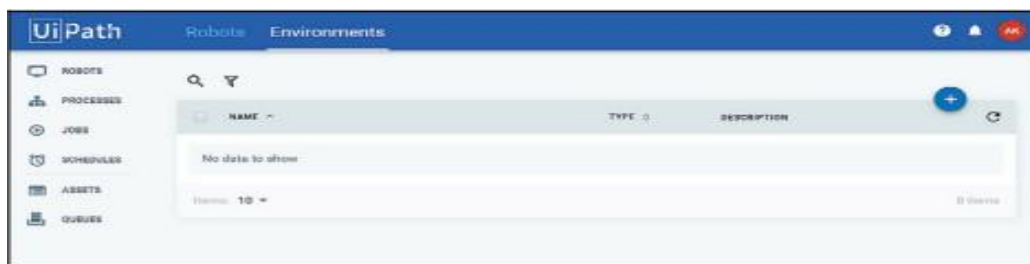 UiPath Robots Environments AK
ROBOTS
PROCESSES
JOBS
SCHEDULES
ASSETS
QUEUES
NAME TYPE DESCRIPTION
No data to show
Items: 10
0 items